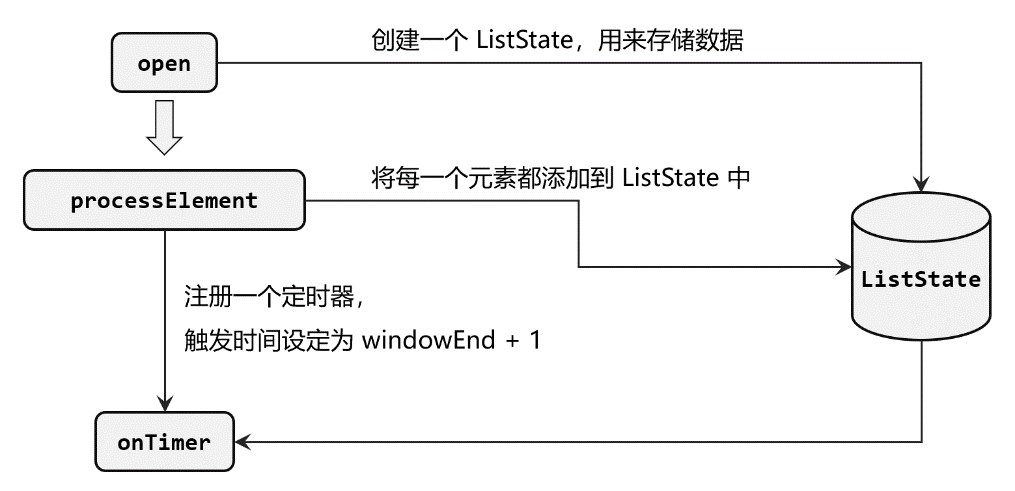 创建一个 ListState，用来存储数据
open
将每一个元素都添加到 ListState 中
processElement
ListState
注册一个定时器，
触发时间设定为 windowEnd + 1
onTimer